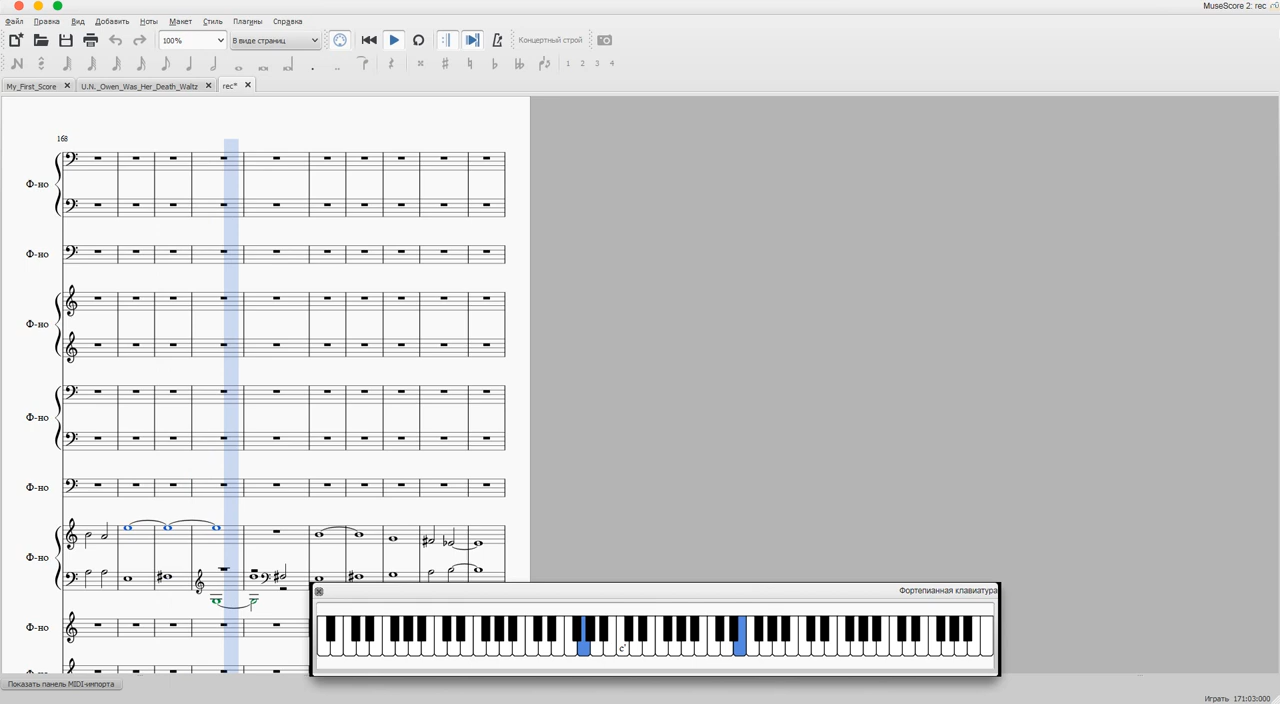 MuseScore 2: rec
Файл Правка Вид Добавить Ноты Макет Стиль Плагины Справка
100% В виде страниц Концертный строй
1 2 3 4
My_First_Score U.N._Owen_Was_Her_Death_Waltz rec*
168
Ф-но
Ф-но
Ф-но
Ф-но
Ф-но
Ф-но
Фортепианная клавиатура
c'
Ф-но
Ф-но
Показать панель MIDI-импорта
Играть 171:03:000